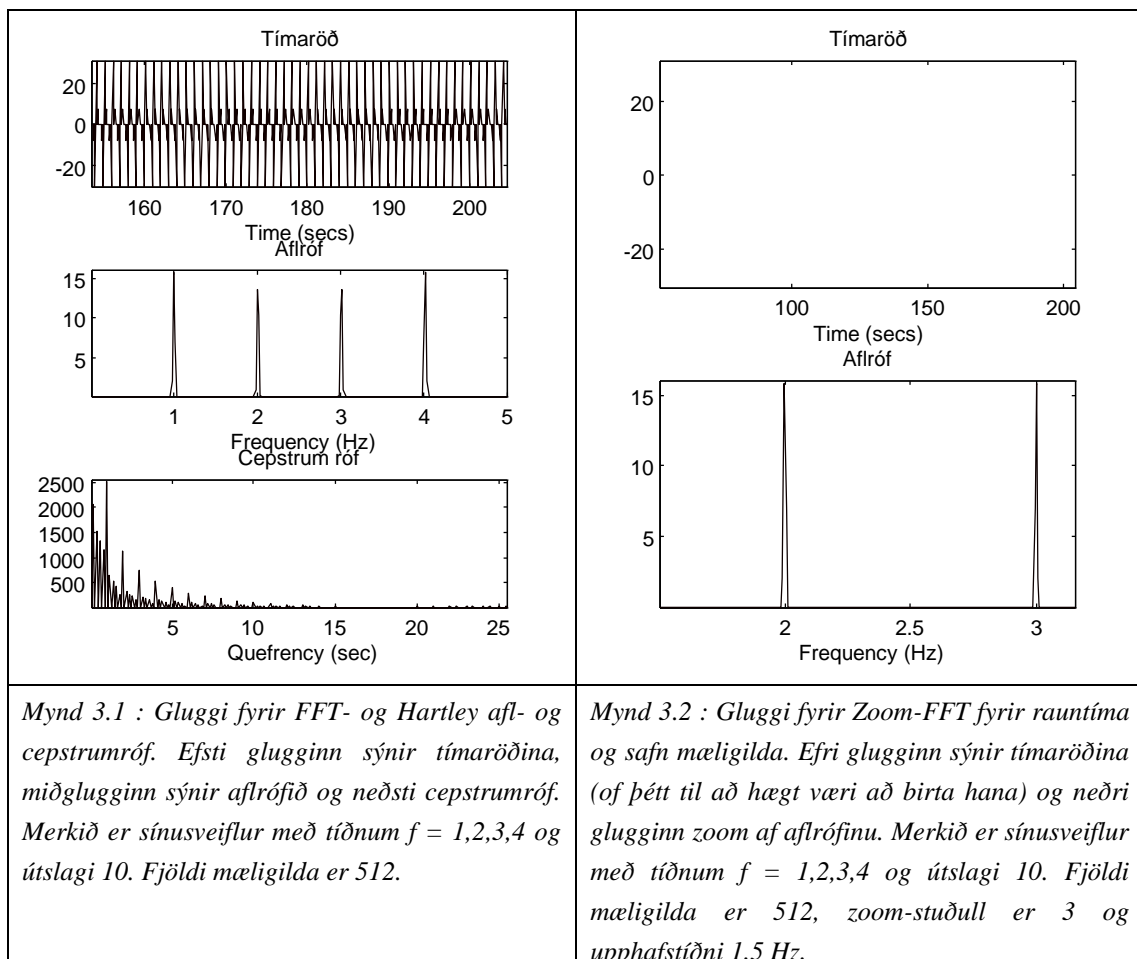 Tímaröð
20
0
-20
160 170 180 190 200
Time (secs)
Aflróf
15
10
5
1 2 3 4 5
Frequency (Hz)
Cepstrum róf
2500
2000
1500
1000
500
5 10 15 20 25
Quefrency (sec)
Mynd 3.1 : Gluggi fyrir FFT- og Hartley afl- og
cepstrumróf. Efsti glugginn sýnir tímaröðina,
miðglugginn sýnir aflrófið og neðsti cepstrumróf.
Merkið er sínusveiflur með tíðnum f = 1,2,3,4 og
útslagi 10. Fjöldi mæligilda er 512.
Tímaröð
20
0
-20
100 150 200
Time (secs)
Aflróf
15
10
5
2 2.5 3
Frequency (Hz)
Mynd 3.2 : Gluggi fyrir Zoom-FFT fyrir rauntíma
og safn mæligilda. Efri glugginn sýnir tímaröðina
(of þétt til að hægt væri að birta hana) og neðri
glugginn zoom af aflrófinu. Merkið er sínusveiflur
með tíðnum f = 1,2,3,4 og útslagi 10. Fjöldi
mæligilda er 512, zoom-stuðull er 3 og
upphafstíðni 1.5 Hz.